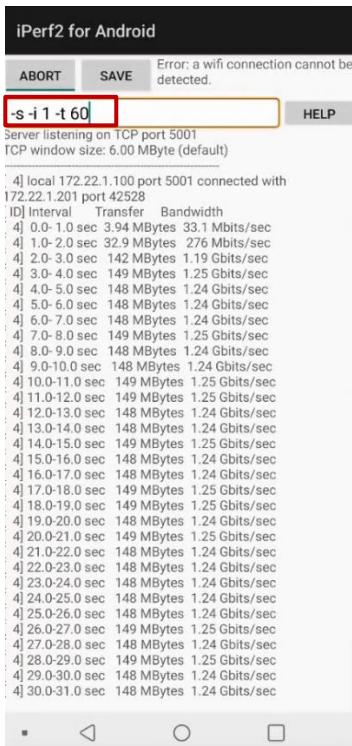 iPerf2 for Android
ABORT SAVE Error: a wifi connection cannot be
detected.
-s -i 1 -t 60 HELP
Server listening on TCP port 5001
TCP window size: 6.00 MByte (default)
------------------------------------------------------------
4] local 172.22.1.100 port 5001 connected with
172.22.1.201 port 42528
ID] Interval Transfer Bandwidth
4] 0.0- 1.0 sec 3.94 MBytes 33.1 Mbits/sec
4] 1.0- 2.0 sec 32.9 MBytes 276 Mbits/sec
4] 2.0- 3.0 sec 142 MBytes 1.19 Gbits/sec
4] 3.0- 4.0 sec 149 MBytes 1.25 Gbits/sec
4] 4.0- 5.0 sec 148 MBytes 1.24 Gbits/sec
4] 5.0- 6.0 sec 148 MBytes 1.24 Gbits/sec
4] 6.0- 7.0 sec 148 MBytes 1.24 Gbits/sec
4] 7.0- 8.0 sec 149 MBytes 1.25 Gbits/sec
4] 8.0- 9.0 sec 148 MBytes 1.24 Gbits/sec
4] 9.0-10.0 sec 148 MBytes 1.24 Gbits/sec
4] 10.0-11.0 sec 149 MBytes 1.25 Gbits/sec
4] 11.0-12.0 sec 149 MBytes 1.25 Gbits/sec
4] 12.0-13.0 sec 148 MBytes 1.24 Gbits/sec
4] 13.0-14.0 sec 148 MBytes 1.24 Gbits/sec
4] 14.0-15.0 sec 149 MBytes 1.25 Gbits/sec
4] 15.0-16.0 sec 148 MBytes 1.24 Gbits/sec
4] 16.0-17.0 sec 148 MBytes 1.24 Gbits/sec
4] 17.0-18.0 sec 149 MBytes 1.25 Gbits/sec
4] 18.0-19.0 sec 149 MBytes 1.25 Gbits/sec
4] 19.0-20.0 sec 148 MBytes 1.24 Gbits/sec
4] 20.0-21.0 sec 149 MBytes 1.25 Gbits/sec
4] 21.0-22.0 sec 148 MBytes 1.24 Gbits/sec
4] 22.0-23.0 sec 148 MBytes 1.24 Gbits/sec
4] 23.0-24.0 sec 148 MBytes 1.24 Gbits/sec
4] 24.0-25.0 sec 148 MBytes 1.24 Gbits/sec
4] 25.0-26.0 sec 148 MBytes 1.24 Gbits/sec
4] 26.0-27.0 sec 149 MBytes 1.25 Gbits/sec
4] 27.0-28.0 sec 148 MBytes 1.24 Gbits/sec
4] 28.0-29.0 sec 149 MBytes 1.25 Gbits/sec
4] 29.0-30.0 sec 148 MBytes 1.24 Gbits/sec
4] 30.0-31.0 sec 148 MBytes 1.24 Gbits/sec